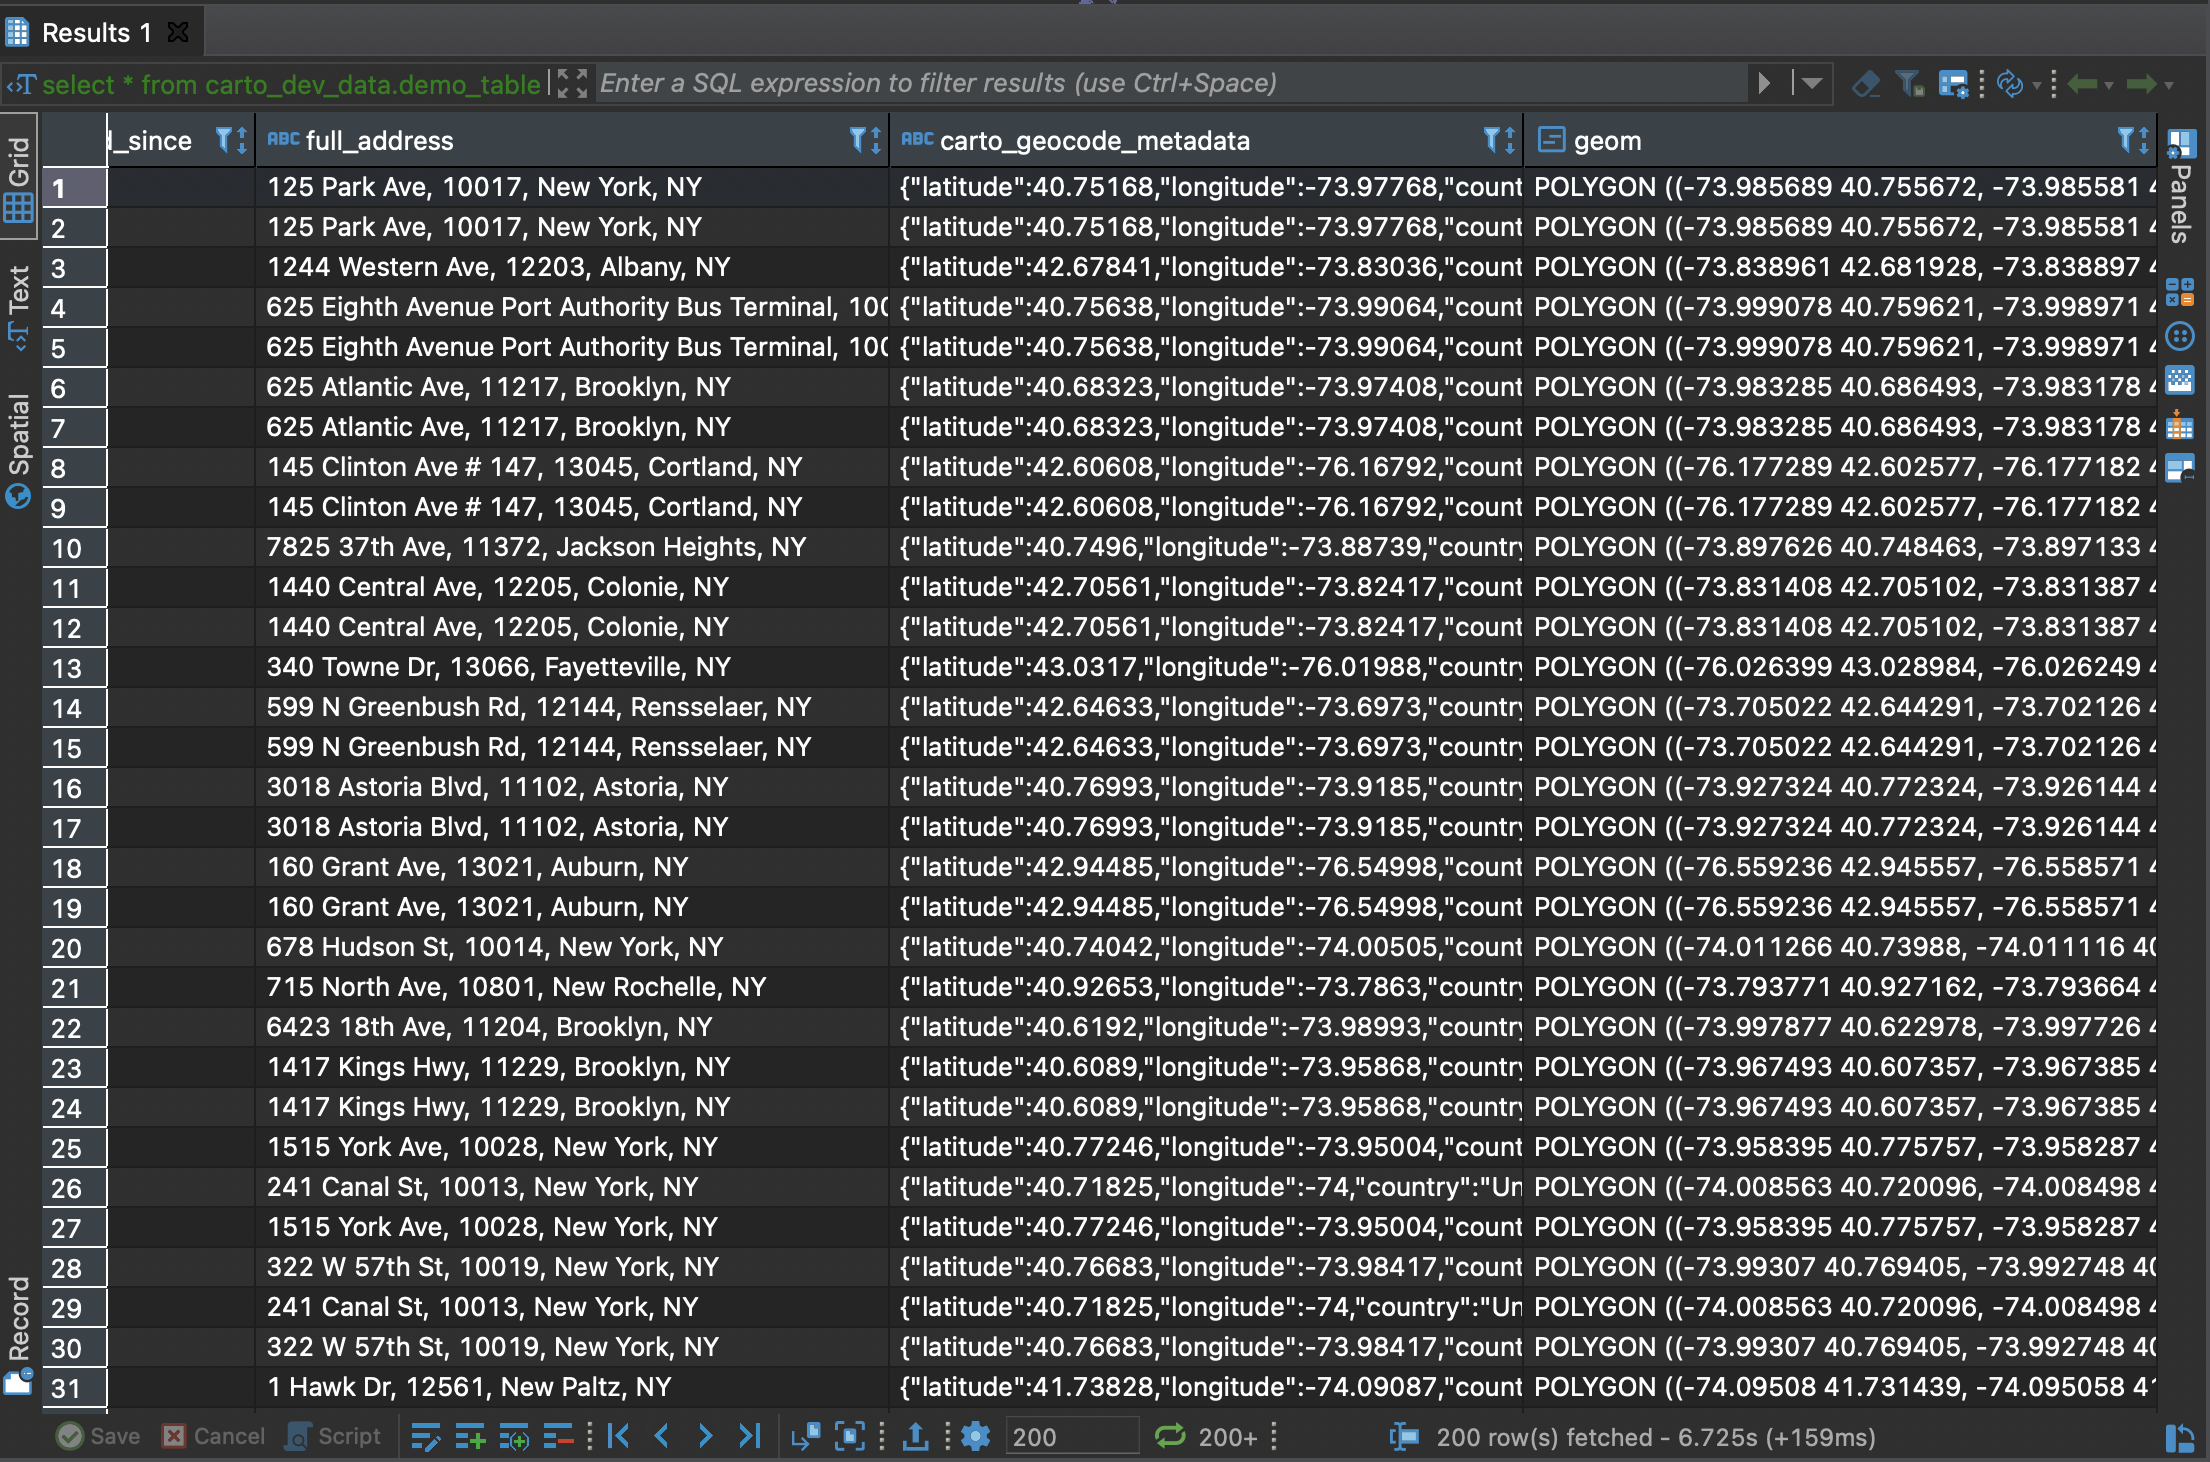 Results 1
select * from carto_dev_data.demo_table Enter a SQL expression to filter results (use Ctrl+Space)
_since ABC full_address ABC carto_geocode_metadata geom
1 125 Park Ave, 10017, New York, NY {"latitude":40.75168,"longitude":-73.97768,"count POLYGON ((-73.985689 40.755672, -73.985581 4
2 125 Park Ave, 10017, New York, NY {"latitude":40.75168,"longitude":-73.97768,"count POLYGON ((-73.985689 40.755672, -73.985581 4
3 1244 Western Ave, 12203, Albany, NY {"latitude":42.67841,"longitude":-73.83036,"count POLYGON ((-73.838961 42.681928, -73.838897 4
4 625 Eighth Avenue Port Authority Bus Terminal, 100 {"latitude":40.75638,"longitude":-73.99064,"count POLYGON ((-73.999078 40.759621, -73.998971 4
5 625 Eighth Avenue Port Authority Bus Terminal, 100 {"latitude":40.75638,"longitude":-73.99064,"count POLYGON ((-73.999078 40.759621, -73.998971 4
6 625 Atlantic Ave, 11217, Brooklyn, NY {"latitude":40.68323,"longitude":-73.97408,"count POLYGON ((-73.983285 40.686493, -73.983178 4
7 625 Atlantic Ave, 11217, Brooklyn, NY {"latitude":40.68323,"longitude":-73.97408,"count POLYGON ((-73.983285 40.686493, -73.983178 4
8 145 Clinton Ave # 147, 13045, Cortland, NY {"latitude":42.60608,"longitude":-76.16792,"count POLYGON ((-76.177289 42.602577, -76.177182 4
9 145 Clinton Ave # 147, 13045, Cortland, NY {"latitude":42.60608,"longitude":-76.16792,"count POLYGON ((-76.177289 42.602577, -76.177182 4
10 7825 37th Ave, 11372, Jackson Heights, NY {"latitude":40.7496,"longitude":-73.88739,"country POLYGON ((-73.897626 40.748463, -73.897133 4
11 1440 Central Ave, 12205, Colonie, NY {"latitude":42.70561,"longitude":-73.82417,"count POLYGON ((-73.831408 42.705102, -73.831387 4
12 1440 Central Ave, 12205, Colonie, NY {"latitude":42.70561,"longitude":-73.82417,"count POLYGON ((-73.831408 42.705102, -73.831387 4
13 340 Towne Dr, 13066, Fayetteville, NY {"latitude":43.0317,"longitude":-76.01988,"country POLYGON ((-76.026399 43.028984, -76.026249 4
14 599 N Greenbush Rd, 12144, Rensselaer, NY {"latitude":42.64633,"longitude":-73.6973,"country POLYGON ((-73.705022 42.644291, -73.702126 4
15 599 N Greenbush Rd, 12144, Rensselaer, NY {"latitude":42.64633,"longitude":-73.6973,"country POLYGON ((-73.705022 42.644291, -73.702126 4
16 3018 Astoria Blvd, 11102, Astoria, NY {"latitude":40.76993,"longitude":-73.9185,"country POLYGON ((-73.927324 40.772324, -73.926144 4
17 3018 Astoria Blvd, 11102, Astoria, NY {"latitude":40.76993,"longitude":-73.9185,"country POLYGON ((-73.927324 40.772324, -73.926144 4
18 160 Grant Ave, 13021, Auburn, NY {"latitude":42.94485,"longitude":-76.54998,"count POLYGON ((-76.559236 42.945557, -76.558571 4
19 160 Grant Ave, 13021, Auburn, NY {"latitude":42.94485,"longitude":-76.54998,"count POLYGON ((-76.559236 42.945557, -76.558571 4
20 678 Hudson St, 10014, New York, NY {"latitude":40.74042,"longitude":-74.00505,"count POLYGON ((-74.011266 40.73988, -74.011116 40
21 715 North Ave, 10801, New Rochelle, NY {"latitude":40.92653,"longitude":-73.7863,"country POLYGON ((-73.793771 40.927162, -73.793664 4
22 6423 18th Ave, 11204, Brooklyn, NY {"latitude":40.6192,"longitude":-73.98993,"country POLYGON ((-73.997877 40.622978, -73.997726 4
23 1417 Kings Hwy, 11229, Brooklyn, NY {"latitude":40.6089,"longitude":-73.95868,"country POLYGON ((-73.967493 40.607357, -73.967385 4
24 1417 Kings Hwy, 11229, Brooklyn, NY {"latitude":40.6089,"longitude":-73.95868,"country POLYGON ((-73.967493 40.607357, -73.967385 4
25 1515 York Ave, 10028, New York, NY {"latitude":40.77246,"longitude":-73.95004,"count POLYGON ((-73.958395 40.775757, -73.958287 4
26 241 Canal St, 10013, New York, NY {"latitude":40.71825,"longitude":-74,"country":"Un POLYGON ((-74.008563 40.720096, -74.008498 4
27 1515 York Ave, 10028, New York, NY {"latitude":40.77246,"longitude":-73.95004,"count POLYGON ((-73.958395 40.775757, -73.958287 4
28 322 W 57th St, 10019, New York, NY {"latitude":40.76683,"longitude":-73.98417,"count POLYGON ((-73.99307 40.769405, -73.992748 40
29 241 Canal St, 10013, New York, NY {"latitude":40.71825,"longitude":-74,"country":"Un POLYGON ((-74.008563 40.720096, -74.008498 4
30 322 W 57th St, 10019, New York, NY {"latitude":40.76683,"longitude":-73.98417,"count POLYGON ((-73.99307 40.769405, -73.992748 40
31 1 Hawk Dr, 12561, New Paltz, NY {"latitude":41.73828,"longitude":-74.09087,"count POLYGON ((-74.09508 41.731439, -74.095058 41
Grid
Text
Spatial
Record
Panels
Save Cancel Script 200 200+ 200 row(s) fetched - 6.725s (+159ms)